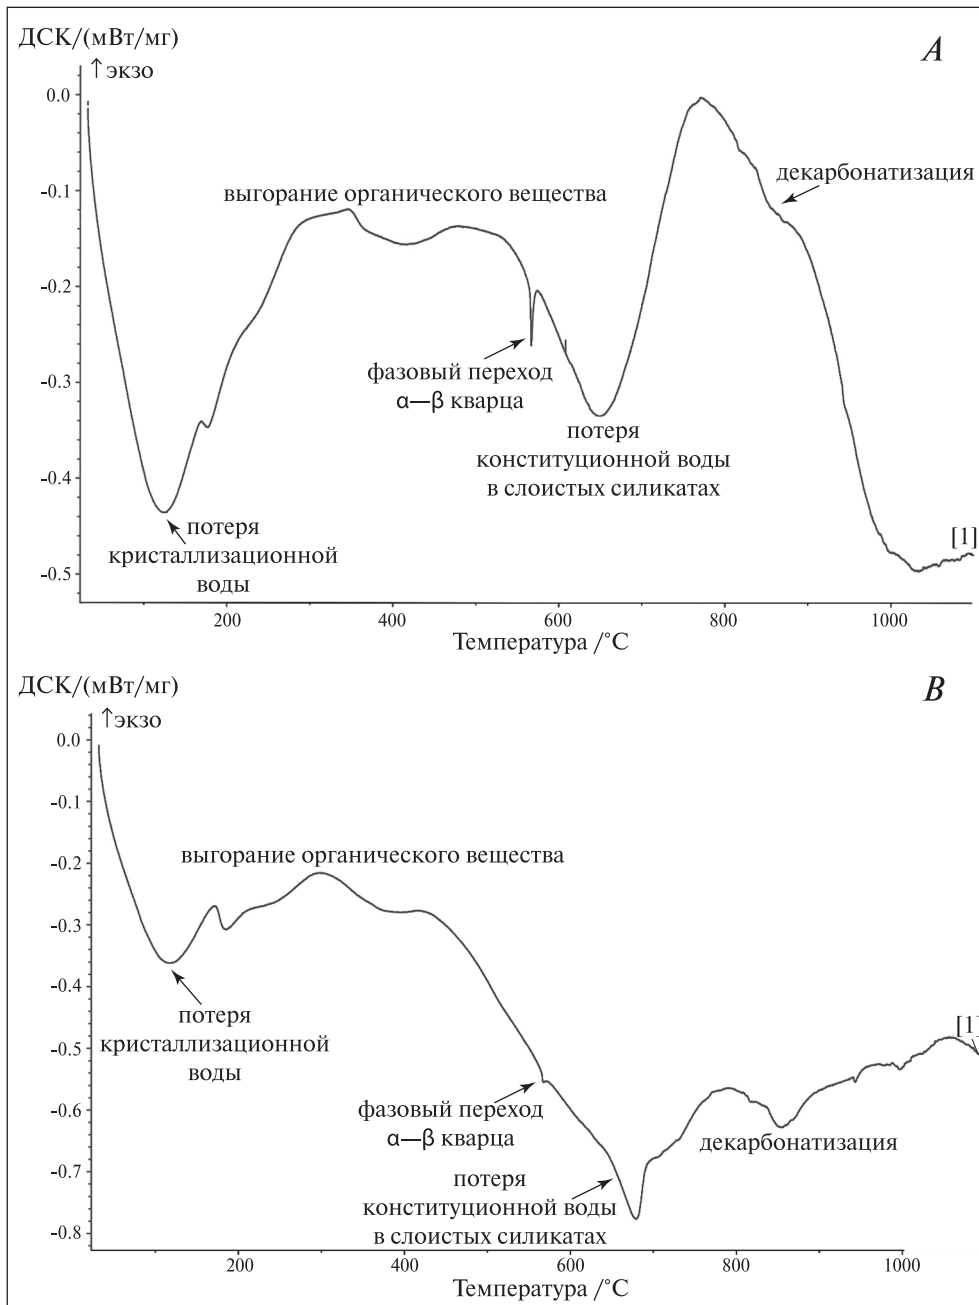 ДСК/(мВт/мг)
A
↑ экзо
0.0
-0.1
-0.2
-0.3
-0.4
-0.5
декарбонатизация
выгорание органического вещества
фазовый переход
α—β кварца
потеря
конституционной воды
в слоистых силикатах
потеря
кристаллизационной
воды
[1]
200
400
600
800
1000
Температура /°C
ДСК/(мВт/мг)
B
↑экзо
0.0
-0.1
-0.2
-0.3
-0.4
-0.5
-0.6
-0.7
-0.8
выгорание органического вещества
потеря
кристаллизационной
воды
[1]
фазовый переход
α—β кварца
декарбонатизация
потеря
конституционной воды
в слоистых силикатах
200
400
600
800
1000
Температура /°C